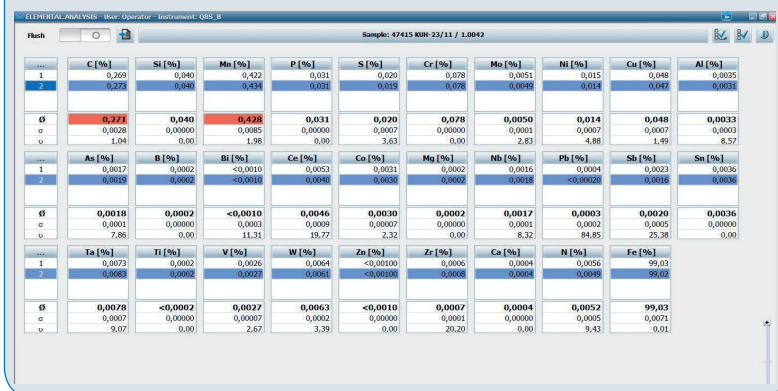 ELEMENTAL.ANALYSIS - User: Operator - Instrument: QBS_B
Flush Sample: 47415 KUH-23/11 / 1.0042
... C [%] Si [%] Mn [%] P [%] S [%] Cr [%] Mo [%] Ni [%] Cu [%] Al [%]
1 0,269 0,040 0,422 0,031 0,020 0,078 0,0051 0,015 0,048 0,0035
2 0,273 0,040 0,434 0,031 0,019 0,078 0,0049 0,014 0,047 0,0031
Ø 0,271 0,040 0,428 0,031 0,020 0,078 0,0050 0,014 0,048 0,0033
σ 0,0028 0,00000 0,0085 0,00000 0,0007 0,00000 0,0001 0,0007 0,0007 0,0003
υ 1,04 0,00 1,98 0,00 3,63 0,00 2,83 4,88 1,49 8,57
... As [%] B [%] Bi [%] Ce [%] Co [%] Mg [%] Nb [%] Pb [%] Sb [%] Sn [%]
1 0,0017 0,0002 <0,0010 0,0053 0,0031 0,0002 0,0016 0,0004 0,0023 0,0036
2 0,0019 0,0002 <0,0010 0,0040 0,0030 0,0002 0,0018 <0,00020 0,0016 0,0036
Ø 0,0018 0,0002 <0,0010 0,0046 0,0030 0,0002 0,0017 0,0003 0,0020 0,0036
σ 0,0001 0,00000 0,0003 0,0009 0,00007 0,00000 0,0001 0,0002 0,0005 0,00000
υ 7,86 0,00 11,31 19,77 2,32 0,00 8,32 84,85 25,38 0,00
... Ta [%] Ti [%] V [%] W [%] Zn [%] Zr [%] Ca [%] N [%] Fe [%]
1 0,0073 0,0002 0,0026 0,0064 <0,00100 0,0006 0,0004 0,0056 99,03
2 0,0083 0,0002 0,0027 0,0061 <0,00100 0,0008 0,0004 0,0049 99,02
Ø 0,0078 <0,0002 0,0027 0,0063 <0,0010 0,0007 0,0004 0,0052 99,03
σ 0,0007 0,00000 0,00007 0,0002 0,00000 0,0001 0,00000 0,0005 0,0071
υ 9,07 0,00 2,67 3,39 0,00 20,20 0,00 9,43 0,01